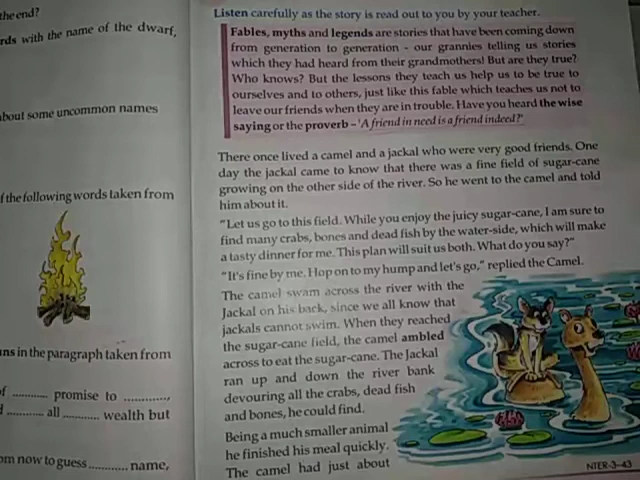 the end?
rds with the name of the dwarf,
about some uncommon names
f the following words taken from
ns in the paragraph taken from
of .......... promise to ............,
.......... all .......... wealth but
om now to guess ........... name,
Listen carefully as the story is read out to you by your teacher.
Fables, myths and legends are stories that have been coming down
from generation to generation - our grannies telling us stories
which they had heard from their grandmothers! But are they true?
Who knows? But the lessons they teach us help us to be true to
ourselves and to others, just like this fable which teaches us not to
leave our friends when they are in trouble. Have you heard the wise
saying or the proverb – 'A friend in need is a friend indeed?'
There once lived a camel and a jackal who were very good friends. One
day the jackal came to know that there was a fine field of sugar-cane
growing on the other side of the river. So he went to the camel and told
him about it.
"Let us go to this field. While you enjoy the juicy sugar-cane, I am sure to
find many crabs, bones and dead fish by the water-side, which will make
a tasty dinner for me. This plan will suit us both. What do you say?"
"It's fine by me. Hop on to my hump and let's go," replied the Camel.
The camel swam across the river with the
Jackal on his back, since we all know that
jackals cannot swim. When they reached
the sugar-cane field, the camel ambled
across to eat the sugar-cane. The Jackal
ran up and down the river bank
devouring all the crabs, dead fish
and bones, he could find.
Being a much smaller animal
he finished his meal quickly.
The camel had just about
NTER-3-43